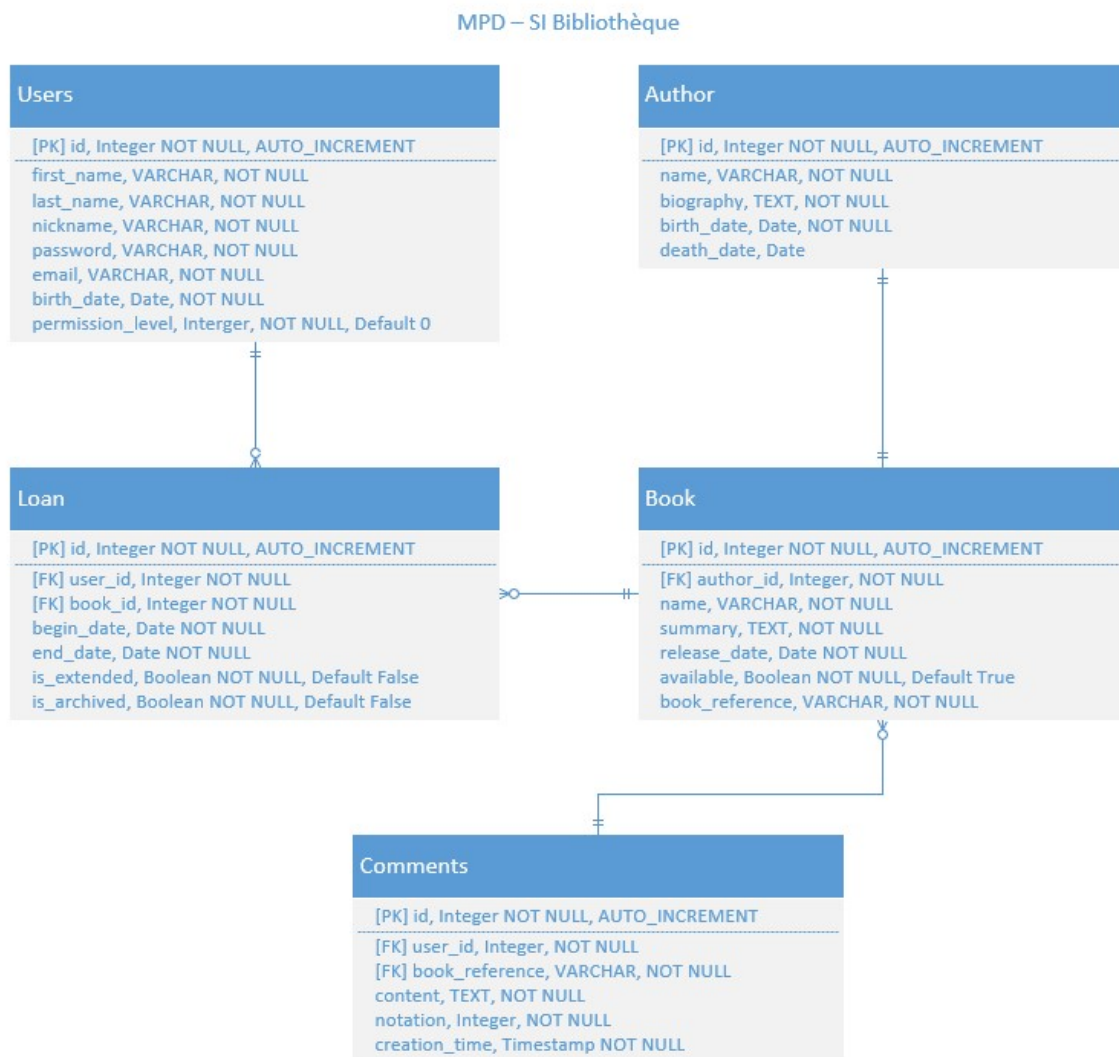 MPD – SI Bibliothèque
Users
[PK] id, Integer NOT NULL, AUTO_INCREMENT
first_name, VARCHAR, NOT NULL
last_name, VARCHAR, NOT NULL
nickname, VARCHAR, NOT NULL
password, VARCHAR, NOT NULL
email, VARCHAR, NOT NULL
birth_date, Date, NOT NULL
permission_level, Interger, NOT NULL, Default 0
Author
[PK] id, Integer NOT NULL, AUTO_INCREMENT
name, VARCHAR, NOT NULL
biography, TEXT, NOT NULL
birth_date, Date, NOT NULL
death_date, Date
Loan
[PK] id, Integer NOT NULL, AUTO_INCREMENT
[FK] user_id, Integer NOT NULL
[FK] book_id, Integer NOT NULL
begin_date, Date NOT NULL
end_date, Date NOT NULL
is_extended, Boolean NOT NULL, Default False
is_archived, Boolean NOT NULL, Default False
Book
[PK] id, Integer NOT NULL, AUTO_INCREMENT
[FK] author_id, Integer, NOT NULL
name, VARCHAR, NOT NULL
summary, TEXT, NOT NULL
release_date, Date NOT NULL
available, Boolean NOT NULL, Default True
book_reference, VARCHAR, NOT NULL
Comments
[PK] id, Integer NOT NULL, AUTO_INCREMENT
[FK] user_id, Integer, NOT NULL
[FK] book_reference, VARCHAR, NOT NULL
content, TEXT, NOT NULL
notation, Integer, NOT NULL
creation_time, Timestamp NOT NULL